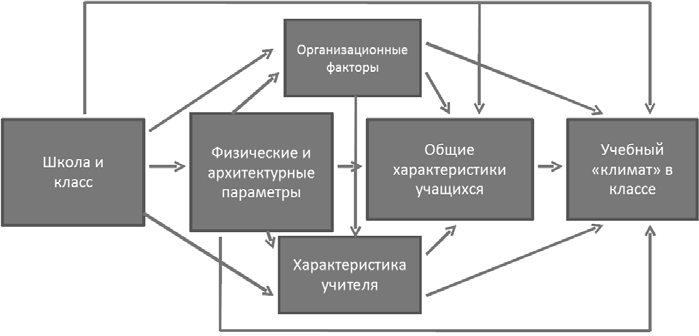 Организационные
факторы
Школа и
класс
Физические и
архитектурные
параметры
Общие
характеристики
учащихся
Учебный
«климат» в
классе
Характеристика
учителя